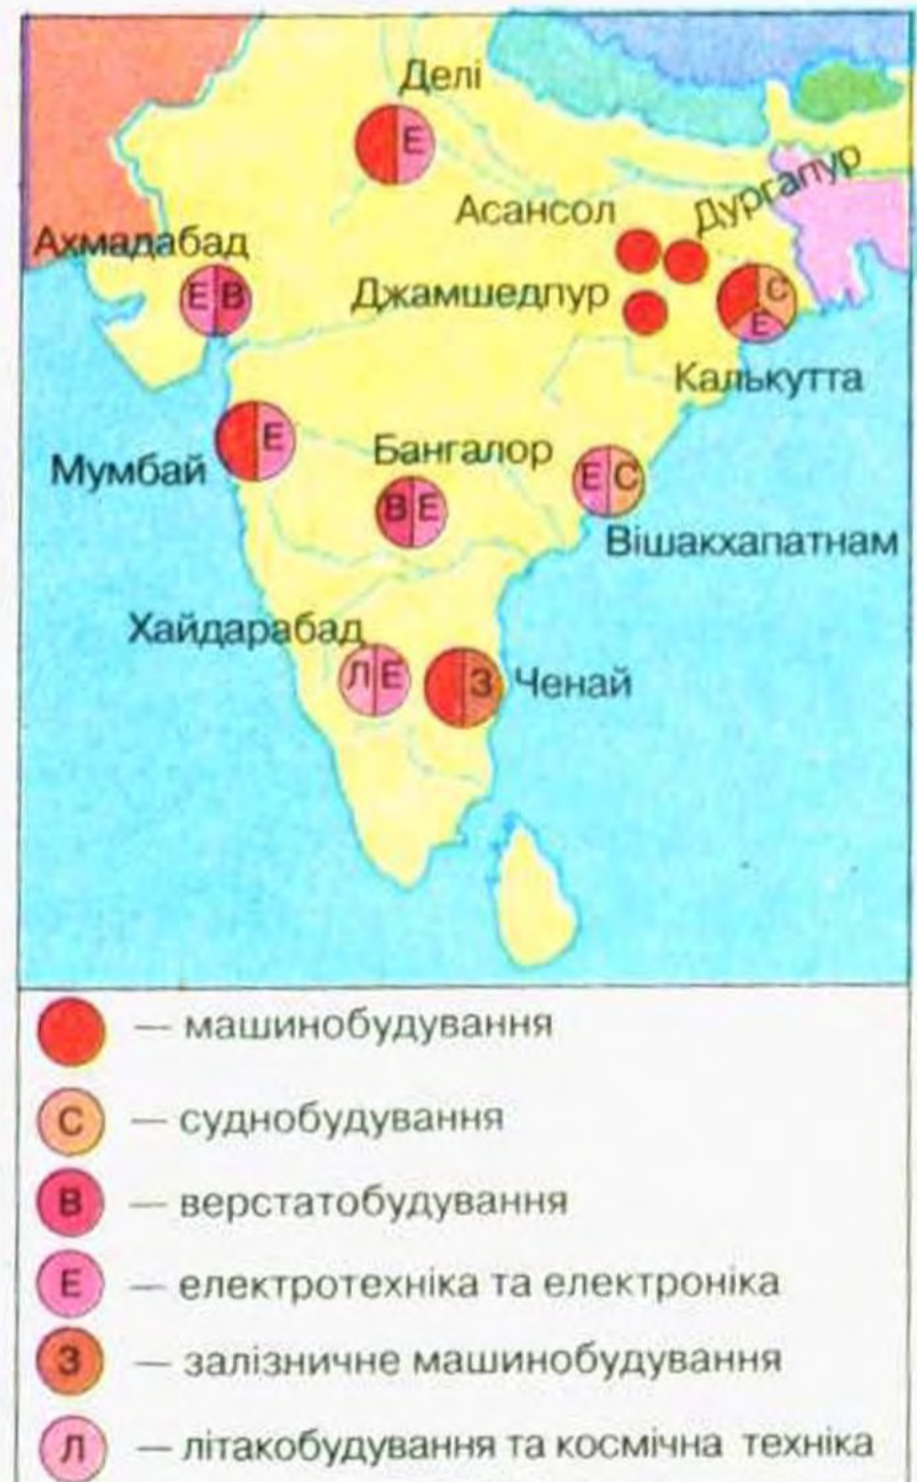 Делі
Е
Асансол
Дургапур
Ахмадабад
Е В
Джамшедпур
С
Е
Калькутта
Е
Мумбай
Бангалор
В Е
Е С
Вішакхапатнам
Хайдарабад
Л Е
З
Ченай
— машинобудування
С — суднобудування
В — верстатобудування
Е — електротехніка та електроніка
З — залізничне машинобудування
Л — літакобудування та космічна техніка